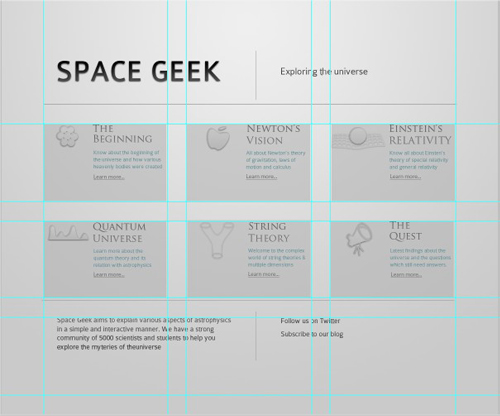 SPACE GEEK
Exploring the universe
THE
BEGINNING
Know about the beginning of
the universe and how various
heavenly bodies were created
Learn more...
NEWTON'S
VISION
All about Newton's theory
of gravitation, laws of
motion and calculus
Learn more...
EINSTEIN'S
RELATIVITY
Know about Einstein's
theory of special relativity
and general relativity
Learn more...
QUANTUM
UNIVERSE
Quantum theory and its
relation with astrophysics
Learn more...
STRING
THEORY
Welcome to the complex
world of string theories &
multiple dimensions
Learn more...
THE
QUEST
Latest findings about the
universe and the questions
which still need answers
Learn more...
Space Geek aims to explain various aspects of astrophysics
in a simple and interactive manner. We have a strong
community of 5000 scientists and students to help you
explore the myteries of theuniverse
Follow us on Twitter
Subscribe to our blog